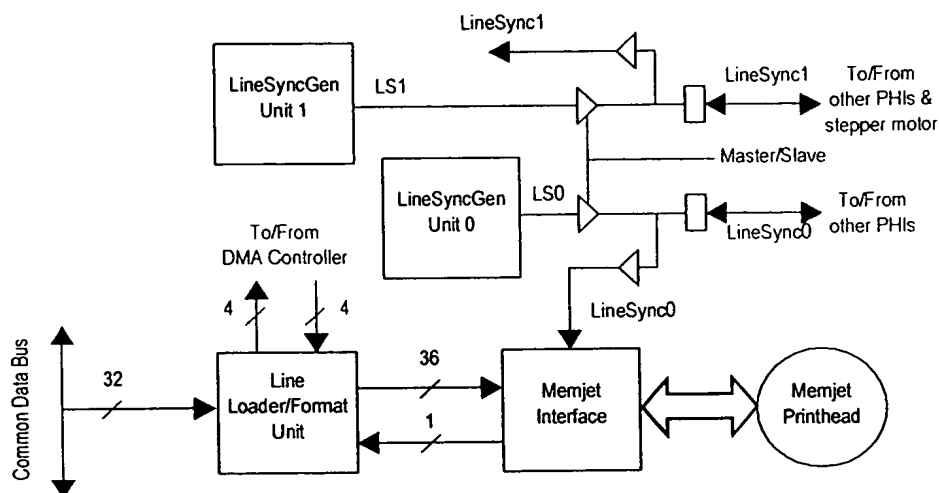 LineSync1
LineSyncGen
Unit 1
LS1
LineSync1
To/From
other PHIs &
stepper motor
Master/Slave
LineSyncGen
Unit 0
LS0
To/From
other PHIs
LineSync0
To/From
DMA Controller
4
4
LineSync0
Common Data Bus
32
Line
Loader/Format
Unit
36
1
Memjet
Interface
Memjet
Printhead